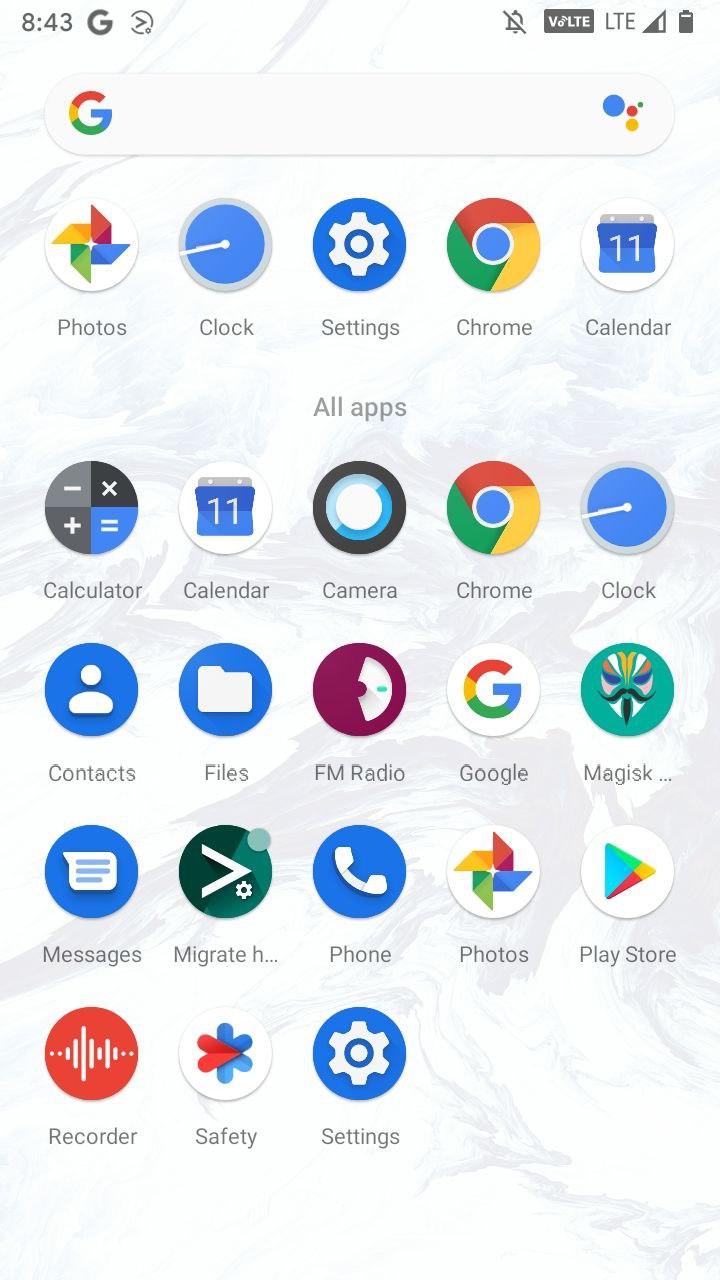 8:43 G VoLTE LTE
G
11
Photos Clock Settings Chrome Calendar
All apps
11
Calculator Calendar Camera Chrome Clock
G
Contacts Files FM Radio Google Magisk ...
Messages Migrate h... Phone Photos Play Store
Recorder Safety Settings